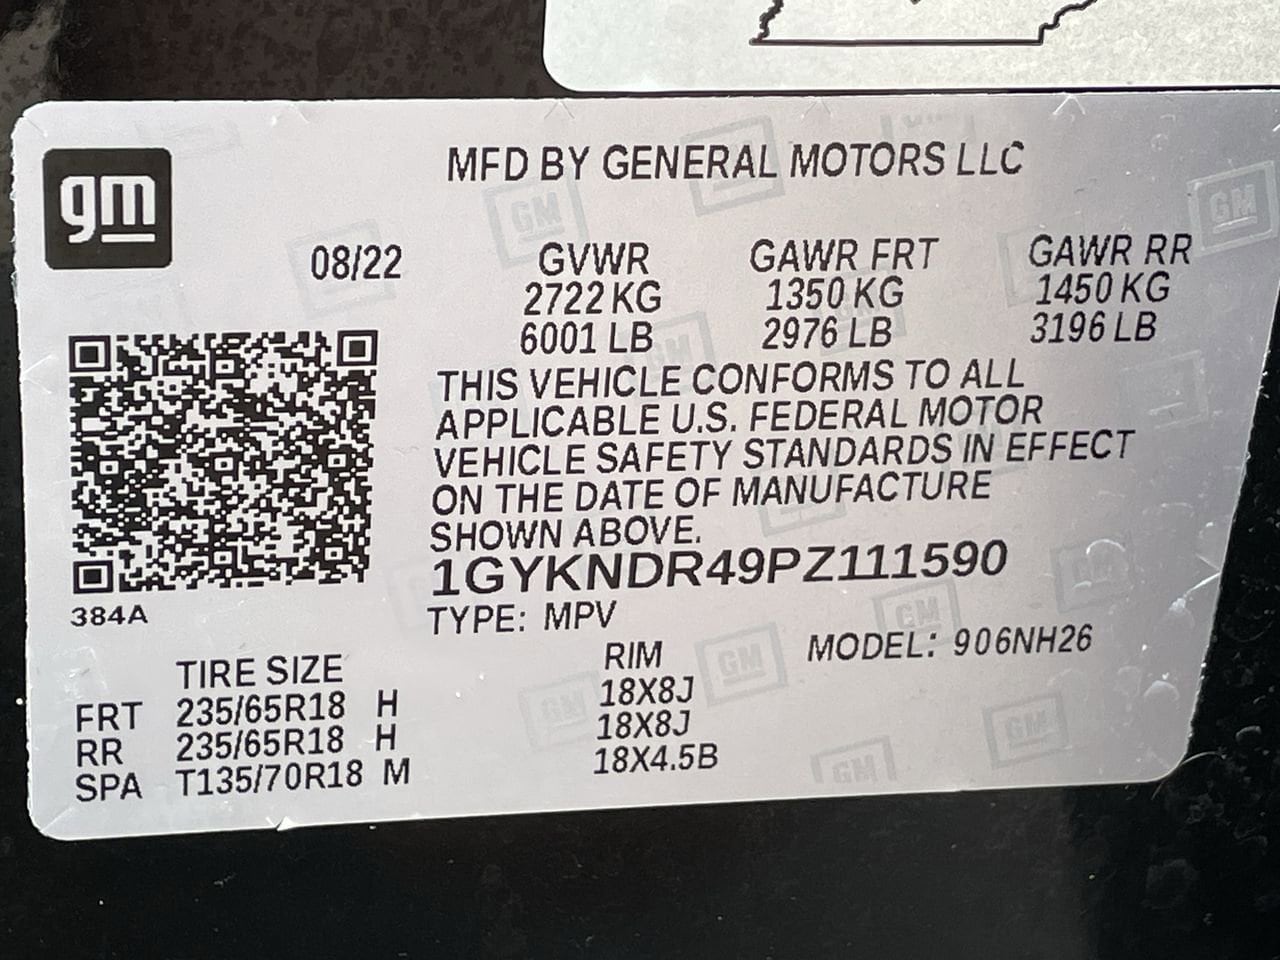 gm
MFD BY GENERAL MOTORS LLC
08/22 GVWR GAWR FRT GAWR RR
2722 KG 1350 KG 1450 KG
6001 LB 2976 LB 3196 LB
THIS VEHICLE CONFORMS TO ALL
APPLICABLE U.S. FEDERAL MOTOR
VEHICLE SAFETY STANDARDS IN EFFECT
ON THE DATE OF MANUFACTURE
SHOWN ABOVE.
1GYKNDR49PZ111590
384A
TYPE: MPV MODEL: 906NH26
TIRE SIZE RIM
FRT 235/65R18 H 18X8J
RR 235/65R18 H 18X8J
SPA T135/70R18 M 18X4.5B